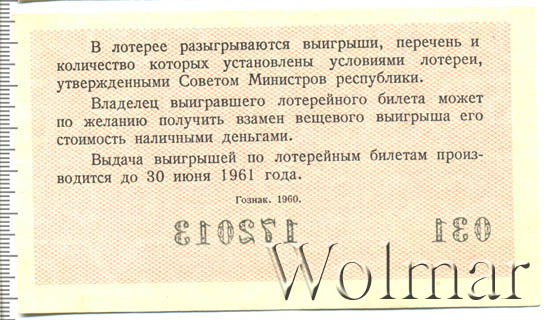 В лотерее разыгрываются выигрыши, перечень и
количество которых установлены условиями лотереи,
утвержденными Советом Министров республики.
Владелец выигравшего лотерейного билета может
по желанию получить взамен вещевого выигрыша его
стоимость наличными деньгами.
Выдача выигрышей по лотерейным билетам произ-
водится до 30 июня 1961 года.
Гознак. 1960.
031 172013
Wolmar